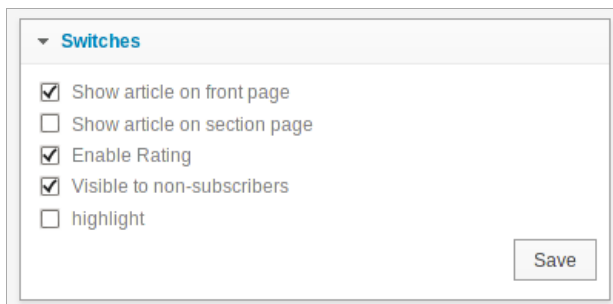 Switches
Show article on front page
Show article on section page
Enable Rating
Visible to non-subscribers
highlight
Save